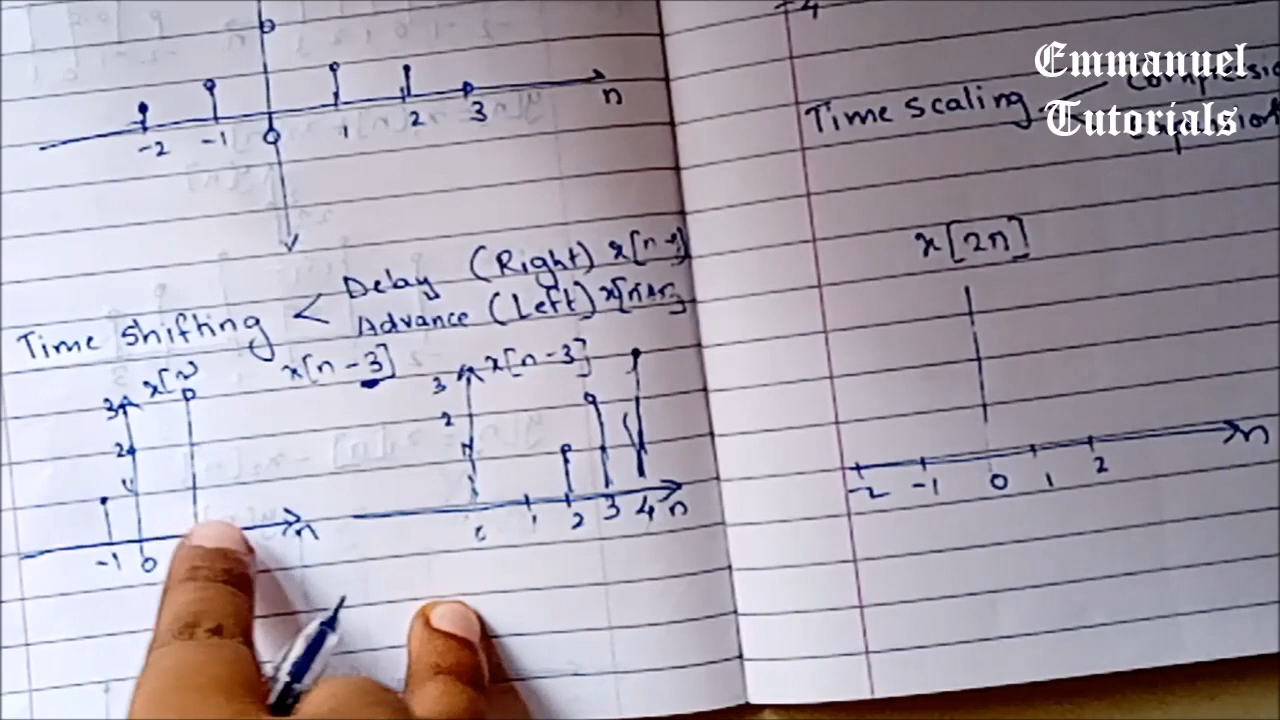 -2 -1 0 1 2 3 n
Time Shifting < Delay (Right) x[n-
Advance (Left) x[n+
x[n-3]
x[n]
3
2
1
-1 0 n
x[n-3]
3
2
1
0 1 2 3 4 n
-4
Emmanuel
Tutorials
Time scaling
x[2n]
-2 -1 0 1 2 n